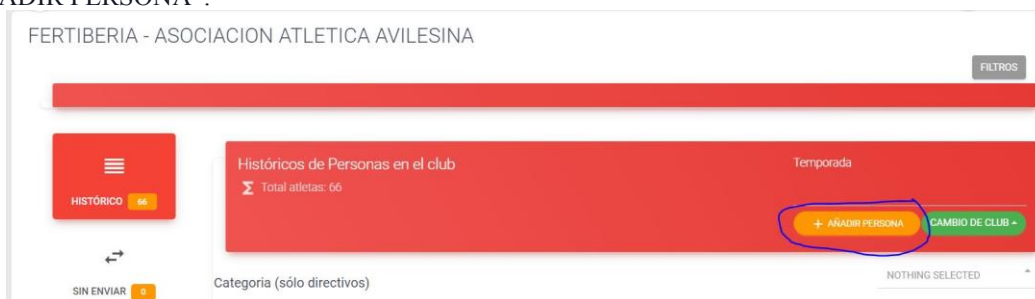 FERTIBERIA - ASOCIACION ATLETICA AVILESINA
FILTROS
Históricos de Personas en el club
Temporada
Σ Total atletas: 66
HISTÓRICO 66
+ AÑADIR PERSONA
CAMBIO DE CLUB
NOTHING SELECTED
Categoria (sólo directivos)
SIN ENVIAR 0